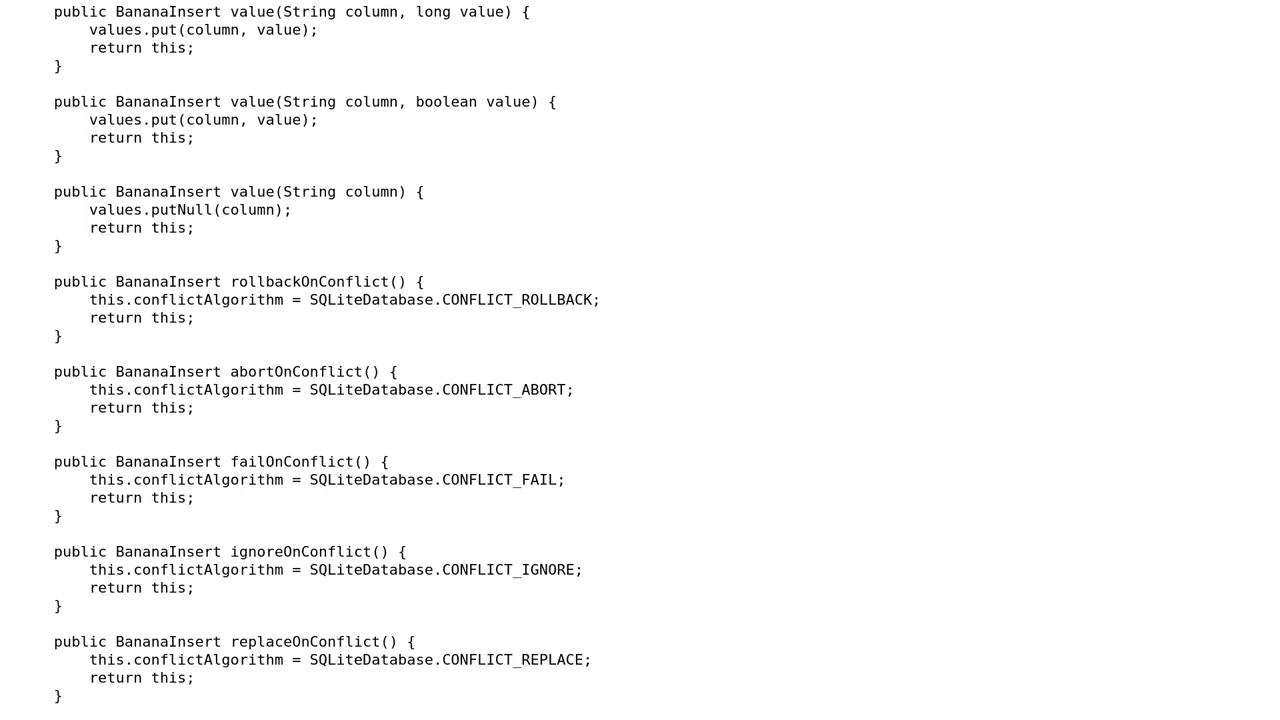 public BananaInsert value(String column, long value) {
values.put(column, value);
return this;
}
public BananaInsert value(String column, boolean value) {
values.put(column, value);
return this;
}
public BananaInsert value(String column) {
values.putNull(column);
return this;
}
public BananaInsert rollbackOnConflict() {
this.conflictAlgorithm = SQLiteDatabase.CONFLICT_ROLLBACK;
return this;
}
public BananaInsert abortOnConflict() {
this.conflictAlgorithm = SQLiteDatabase.CONFLICT_ABORT;
return this;
}
public BananaInsert failOnConflict() {
this.conflictAlgorithm = SQLiteDatabase.CONFLICT_FAIL;
return this;
}
public BananaInsert ignoreOnConflict() {
this.conflictAlgorithm = SQLiteDatabase.CONFLICT_IGNORE;
return this;
}
public BananaInsert replaceOnConflict() {
this.conflictAlgorithm = SQLiteDatabase.CONFLICT_REPLACE;
return this;
}